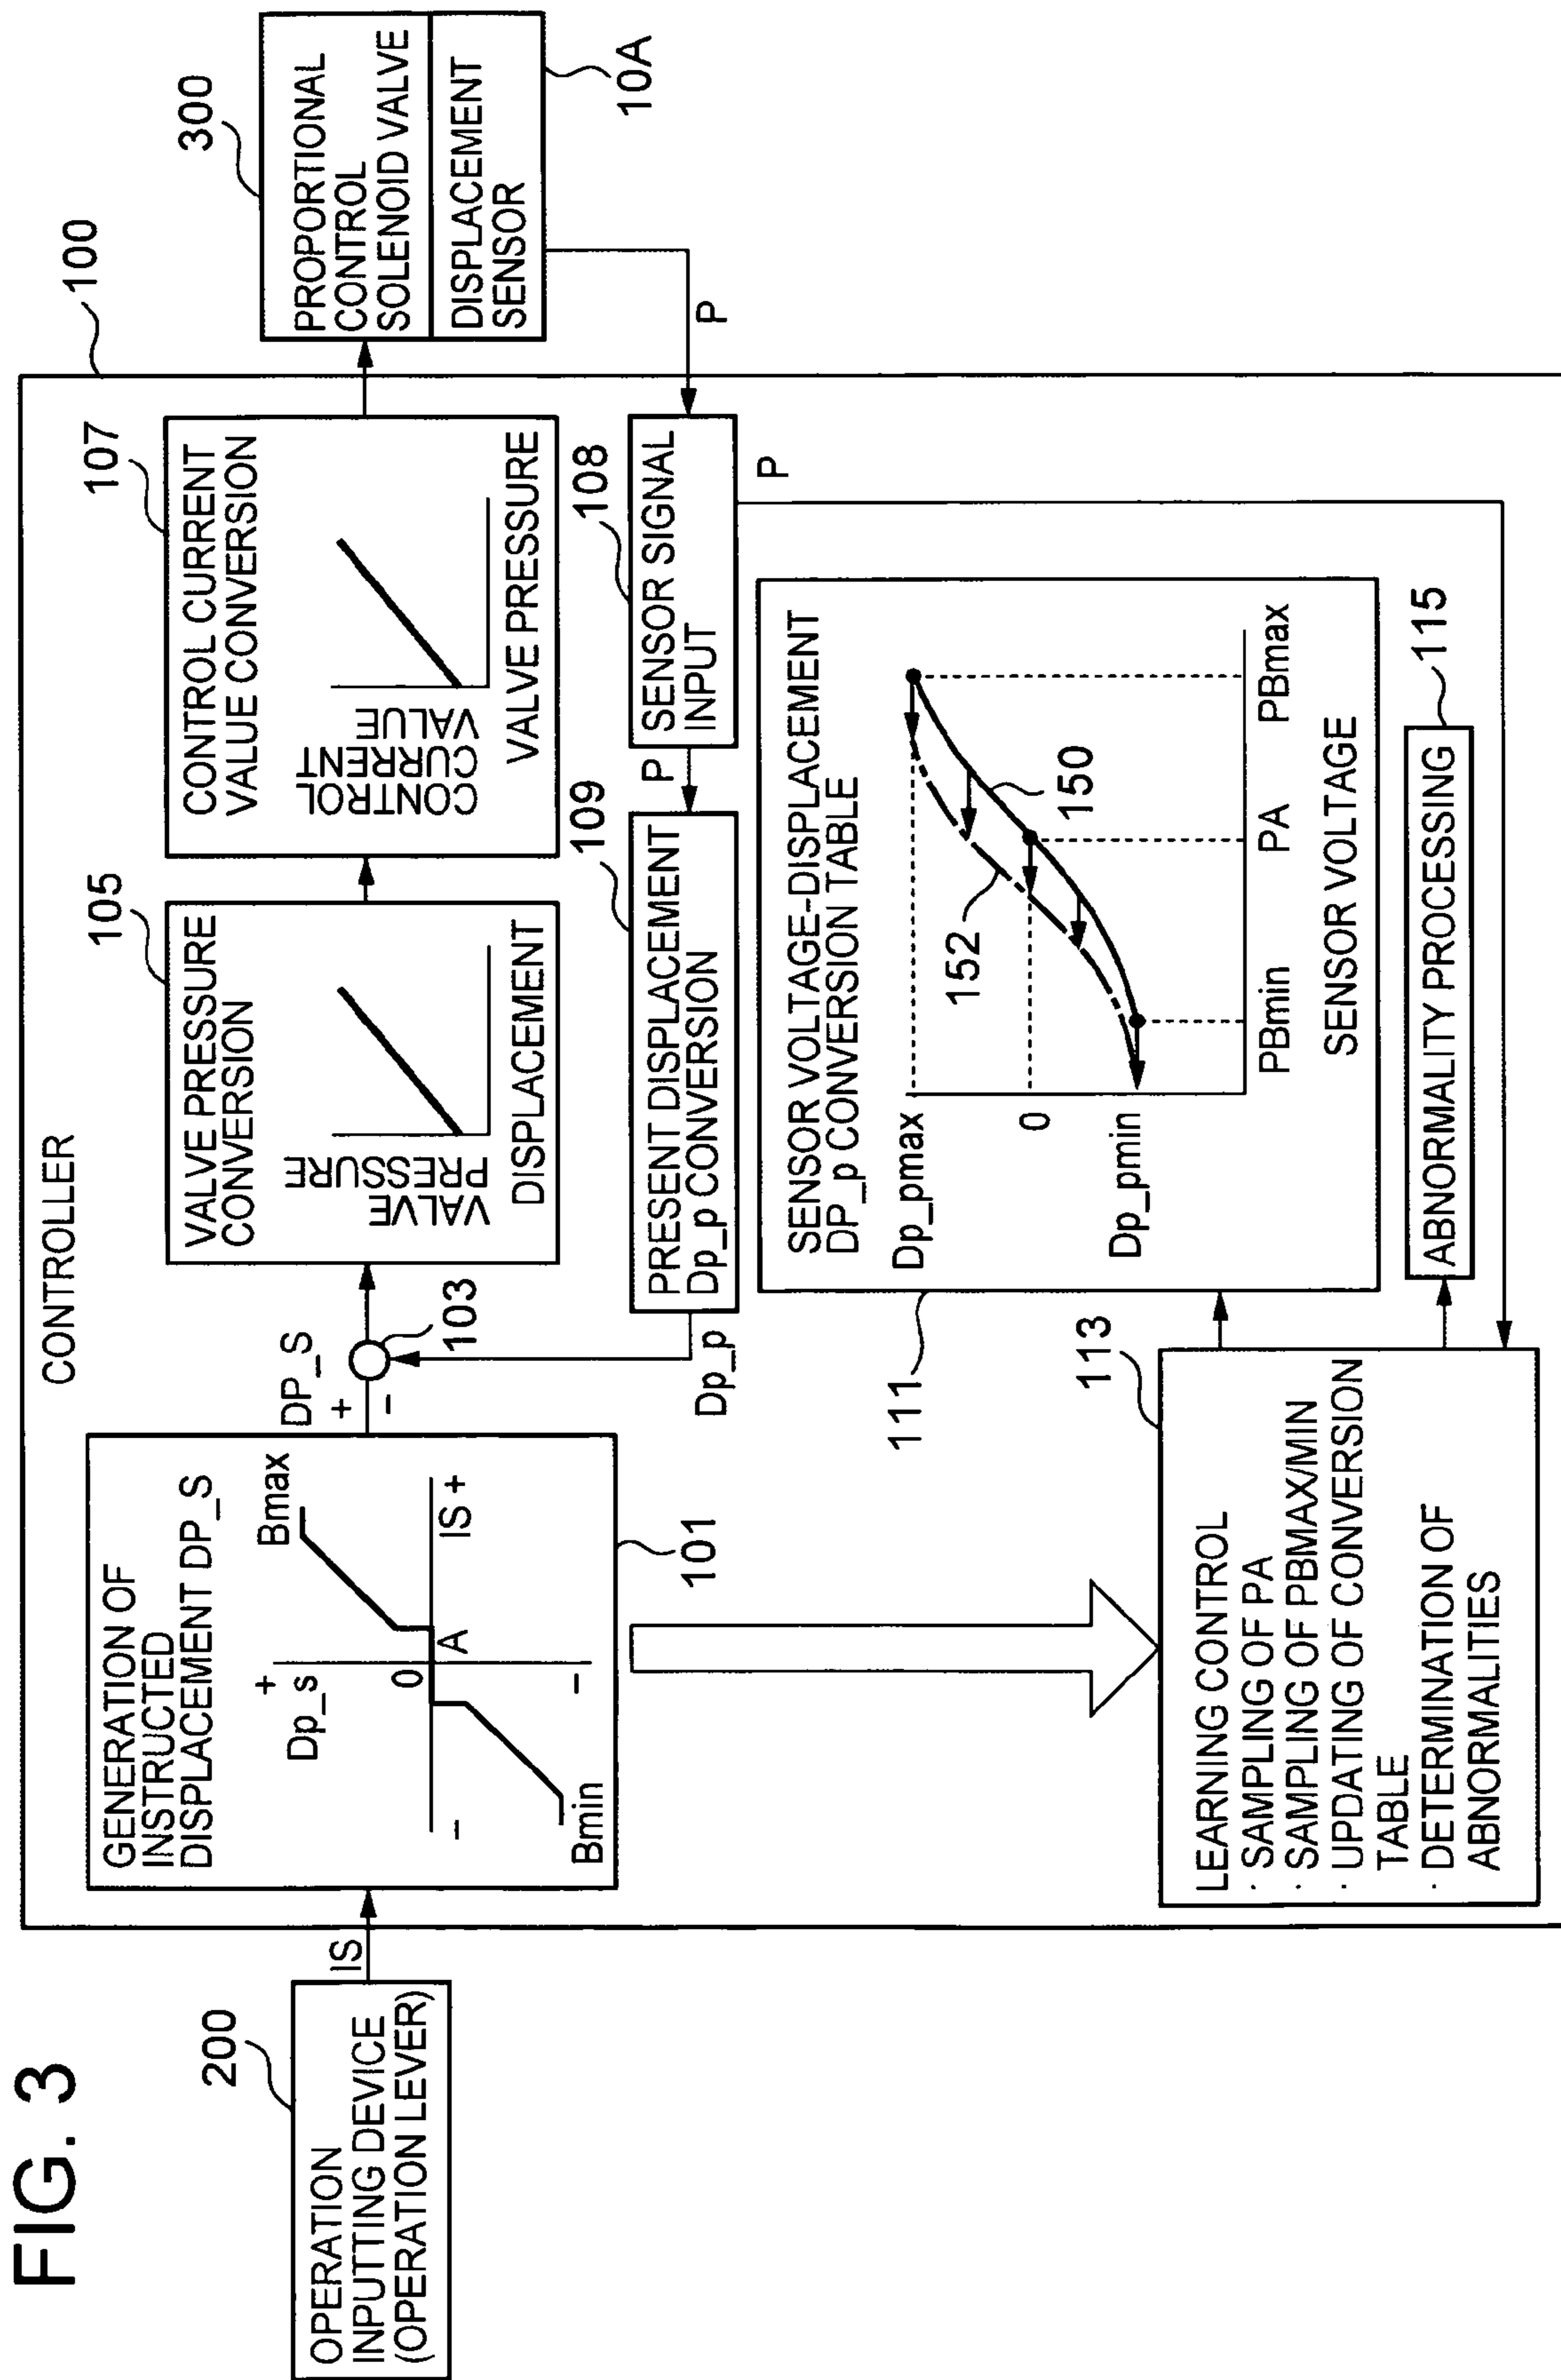 FIG. 3
200
OPERATION
INPUTTING DEVICE
(OPERATION LEVER)
IS
CONTROLLER
100
GENERATION OF
INSTRUCTED
DISPLACEMENT DP_S
+
Dp_s
Bmax
0
A
IS +
−
−
Bmin
101
DP_S
+
−
103
105
VALVE PRESSURE
CONVERSION
VALVE
PRESSURE
DISPLACEMENT
107
CONTROL CURRENT
VALUE CONVERSION
CONTROL
CURRENT
VALUE
VALVE PRESSURE
300
PROPORTIONAL
CONTROL
SOLENOID VALVE
DISPLACEMENT
SENSOR
10A
P
108
SENSOR SIGNAL
INPUT
P
P
109
PRESENT DISPLACEMENT
Dp_p CONVERSION
Dp_p
111
SENSOR VOLTAGE-DISPLACEMENT
DP_p CONVERSION TABLE
Dp_pmax
0
Dp_pmin
152
150
PBmin
PA
PBmax
SENSOR VOLTAGE
113
LEARNING CONTROL
· SAMPLING OF PA
· SAMPLING OF PBMAX/MIN
· UPDATING OF CONVERSION
TABLE
· DETERMINATION OF
ABNORMALITIES
ABNORMALITY PROCESSING
115